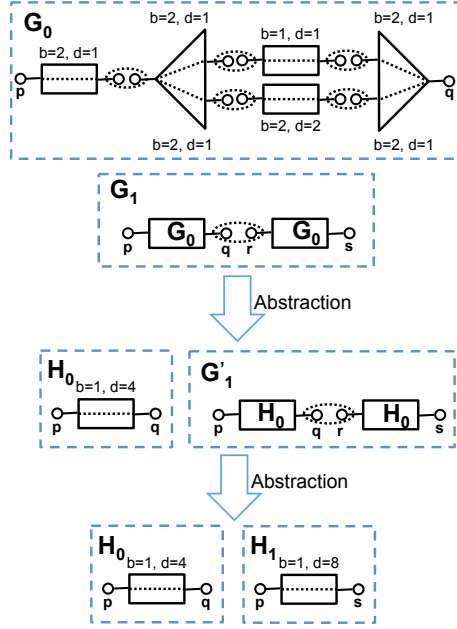 G0
b=2, d=1
b=1, d=1
b=2, d=1
b=2, d=1
p
q
b=2, d=1
b=2, d=2
b=2, d=1
G1
G0
G0
p
q
r
s
Abstraction
H0
b=1, d=4
p
q
G'1
H0
H0
p
q
r
s
Abstraction
H0
b=1, d=4
p
q
H1
b=1, d=8
p
s